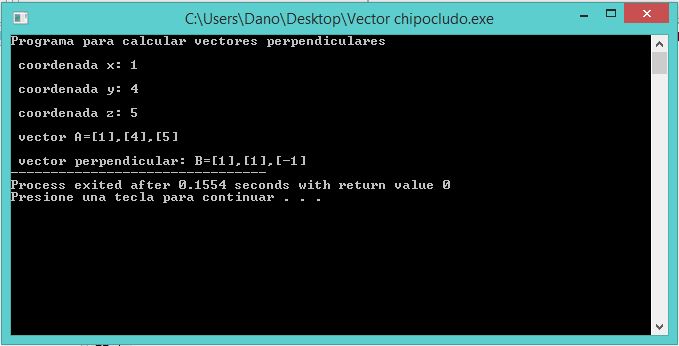 C:\Users\Dano\Desktop\Vector chipocludo.exe
Programa para calcular vectores perpendiculares
coordenada x: 1
coordenada y: 4
coordenada z: 5
vector A=[1],[4],[5]
vector perpendicular: B=[1],[1],[-1]
--------------------------------
Process exited after 0.1554 seconds with return value 0
Presione una tecla para continuar . . .